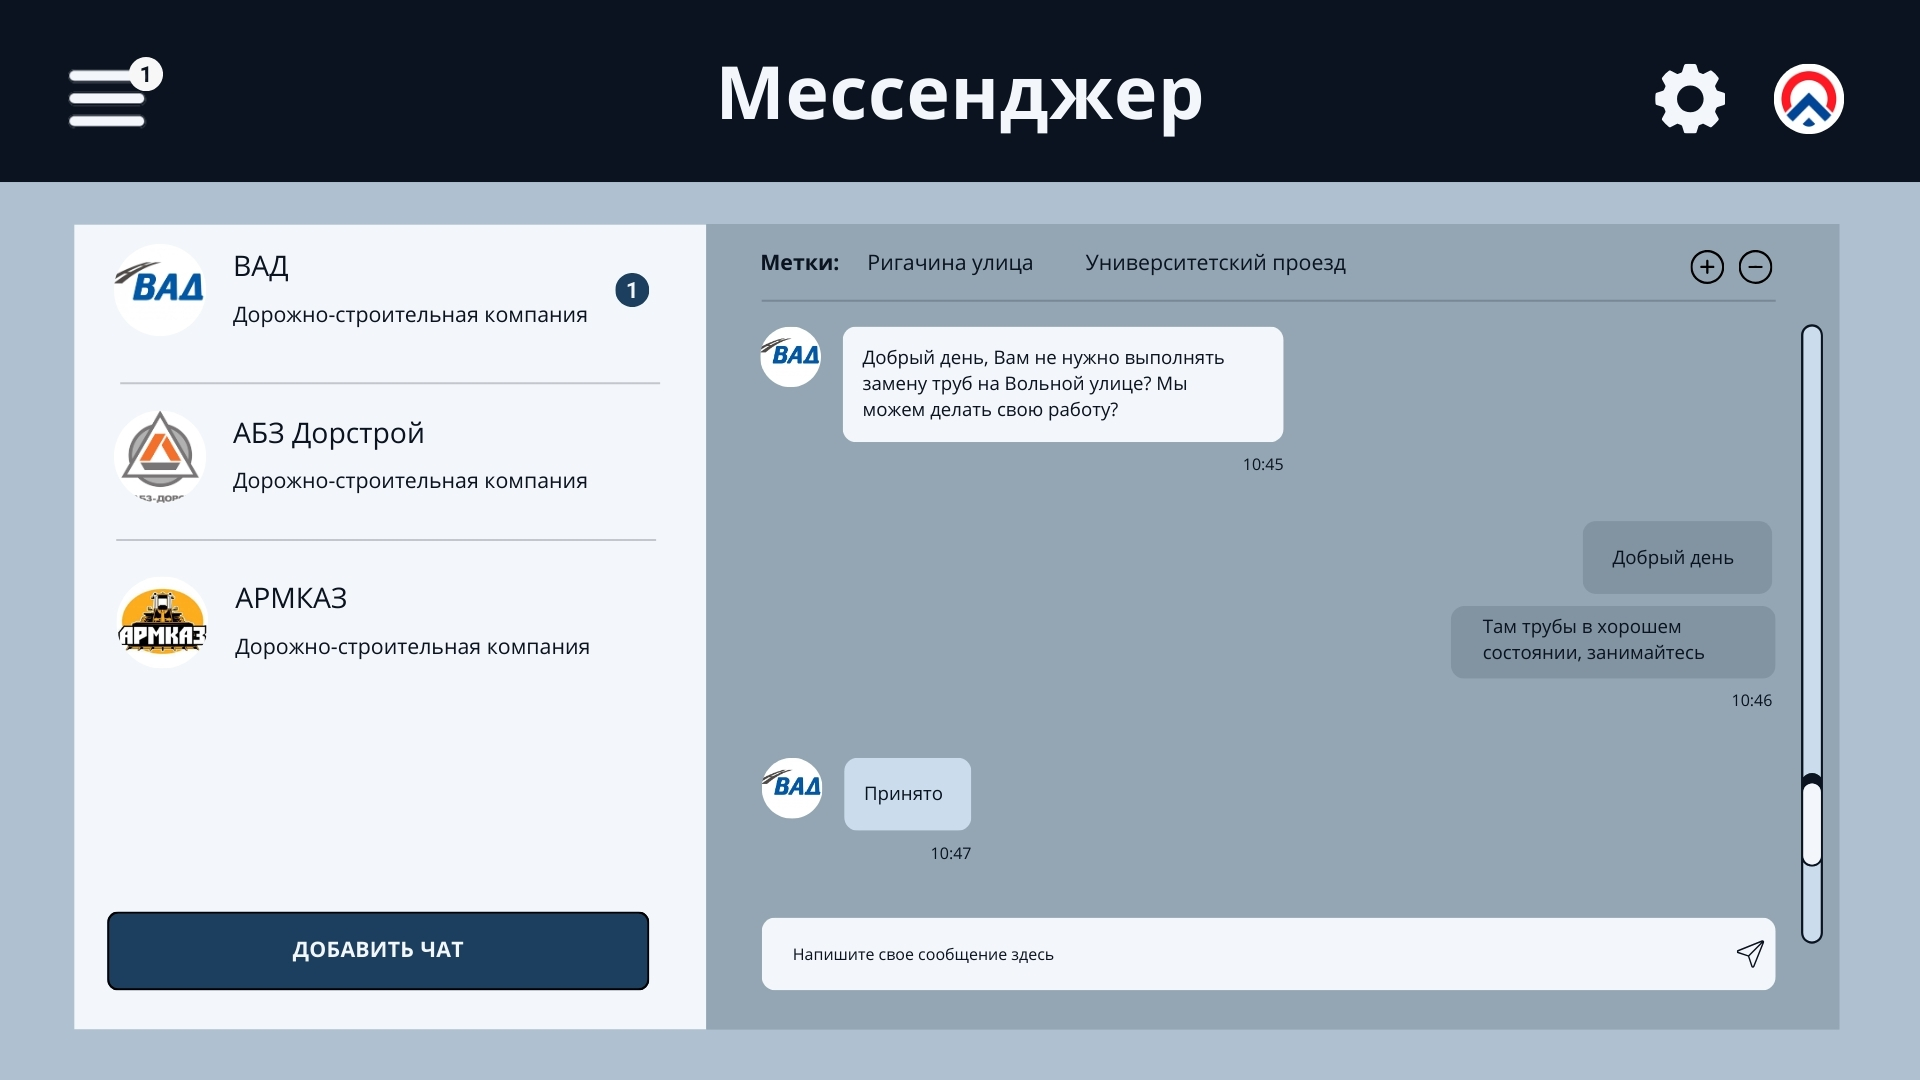 1
Мессенджер
ВАД
ВАД
Дорожно-строительная компания
1
АБЗ Дорстрой
Дорожно-строительная компания
АРМКАЗ
АРМКАЗ
Дорожно-строительная компания
ДОБАВИТЬ ЧАТ
Метки: Ригачина улица Университетский проезд
ВАД
Добрый день, Вам не нужно выполнять
замену труб на Вольной улице? Мы
можем делать свою работу?
10:45
Добрый день
Там трубы в хорошем
состоянии, занимайтесь
10:46
ВАД
Принято
10:47
Напишите свое сообщение здесь